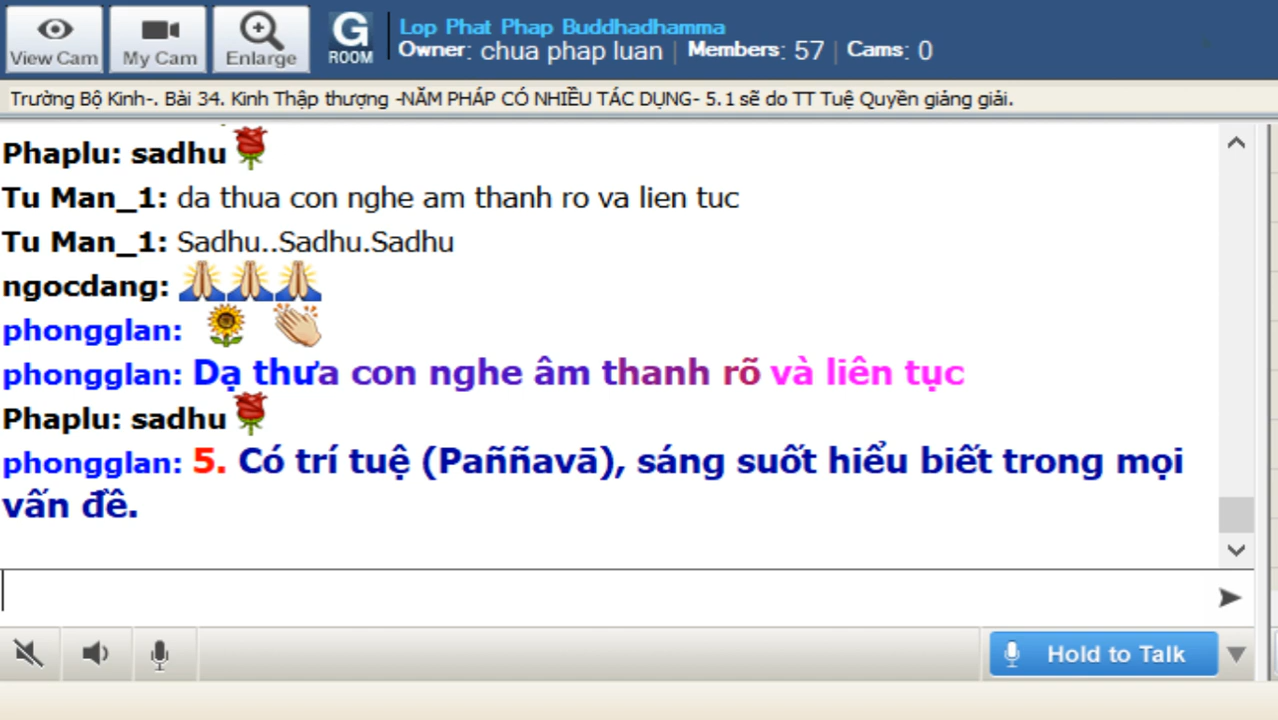 View Cam
My Cam
Enlarge
G
ROOM
Lop Phat Phap Buddhadhamma
Owner: chua phap luan | Members: 57 | Cams: 0
Trường Bộ Kinh-. Bài 34. Kinh Thập thượng -NĂM PHÁP CÓ NHIỀU TÁC DỤNG- 5.1 sẽ do TT Tuệ Quyền giảng giải.
Phaplu: sadhu
Tu Man_1: da thua con nghe am thanh ro va lien tuc
Tu Man_1: Sadhu..Sadhu.Sadhu
ngocdang:
phongglan:
phongglan: Dạ thưa con nghe âm thanh rõ và liên tục
Phaplu: sadhu
phongglan: 5. Có trí tuệ (Paññavā), sáng suốt hiểu biết trong mọi
vấn đề.
Hold to Talk